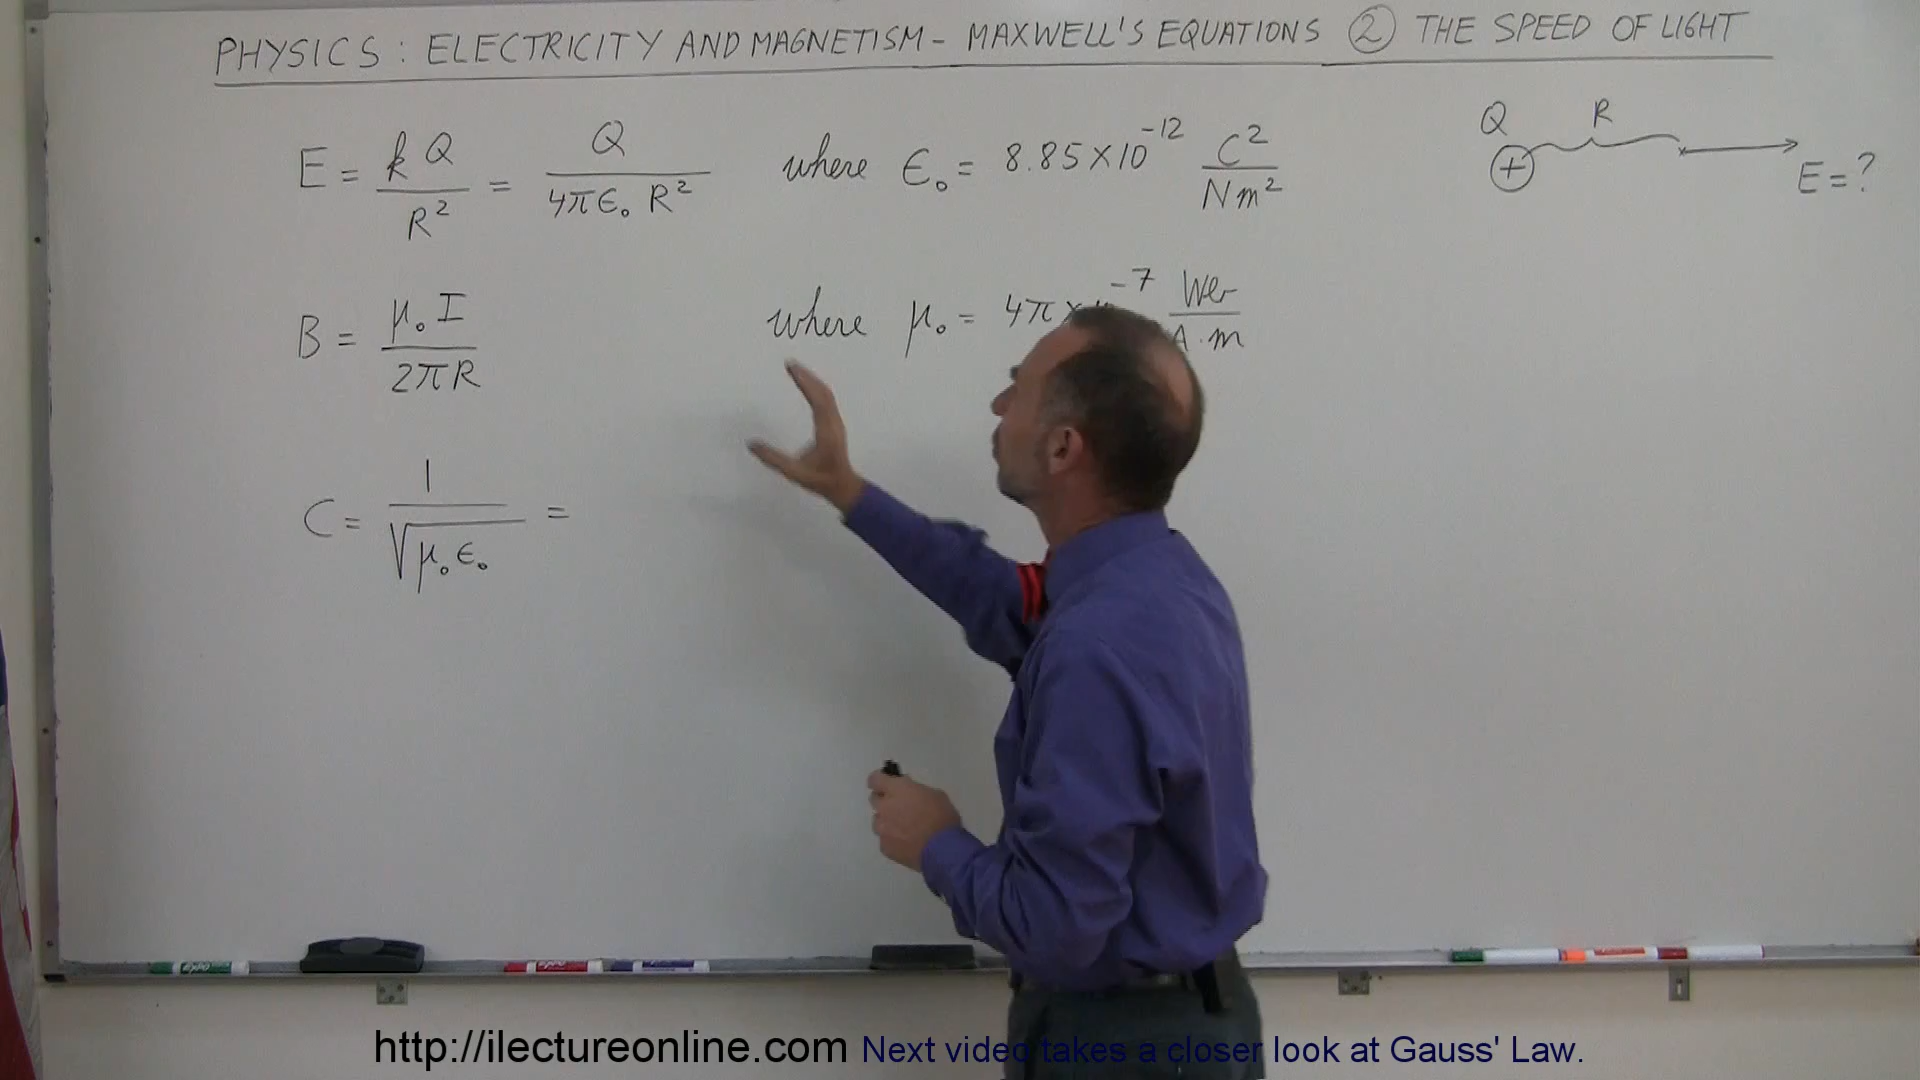 PHYSICS: ELECTRICITY AND MAGNETISM - MAXWELL'S EQUATIONS ② THE SPEED OF LIGHT
E = kQ/R² = Q/4πϵ₀R² where ϵ₀ = 8.85×10⁻¹² C²/Nm²
Q R
+ E=?
B = μ₀I/2πR where μ₀ = 4π× ⁻⁷ Wer/A·m
C = 1/√μ₀ϵ₀ =
http://ilectureonline.com Next video takes a closer look at Gauss' Law.